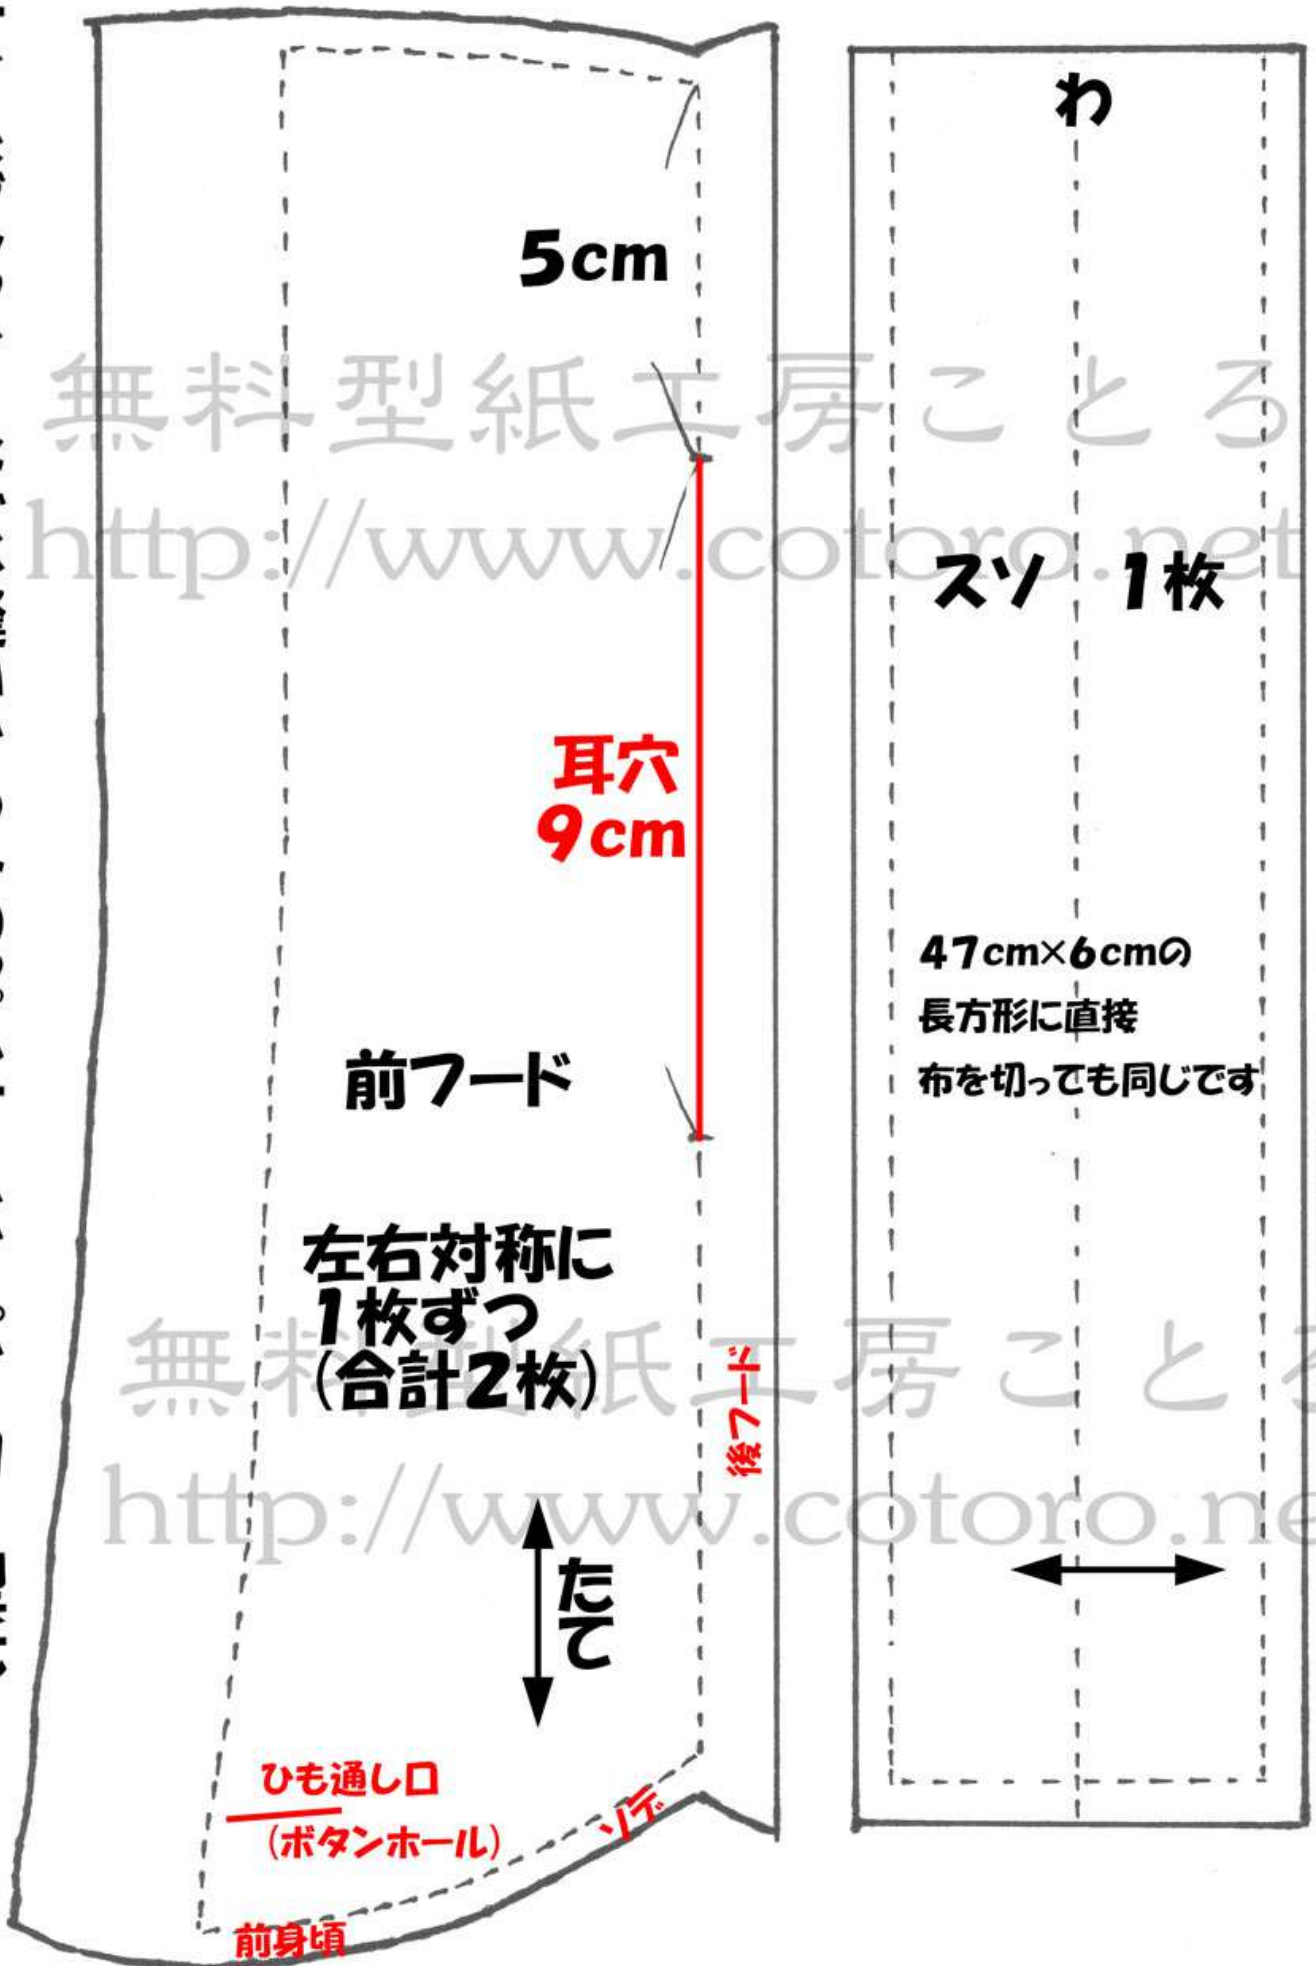 5cm
耳穴
9cm
前フード
左右対称に
1枚ずつ
(合計2枚)
後フード
たて
ひも通し口
(ボタンホール)
ソデ
前身頃
わ
スソ 1枚
47cm×6cmの
長方形に直接
布を切っても同じです
無料型紙工房ことろ
http://www.cotoro.net
無料型紙工房ことろ
http://www.cotoro.ne